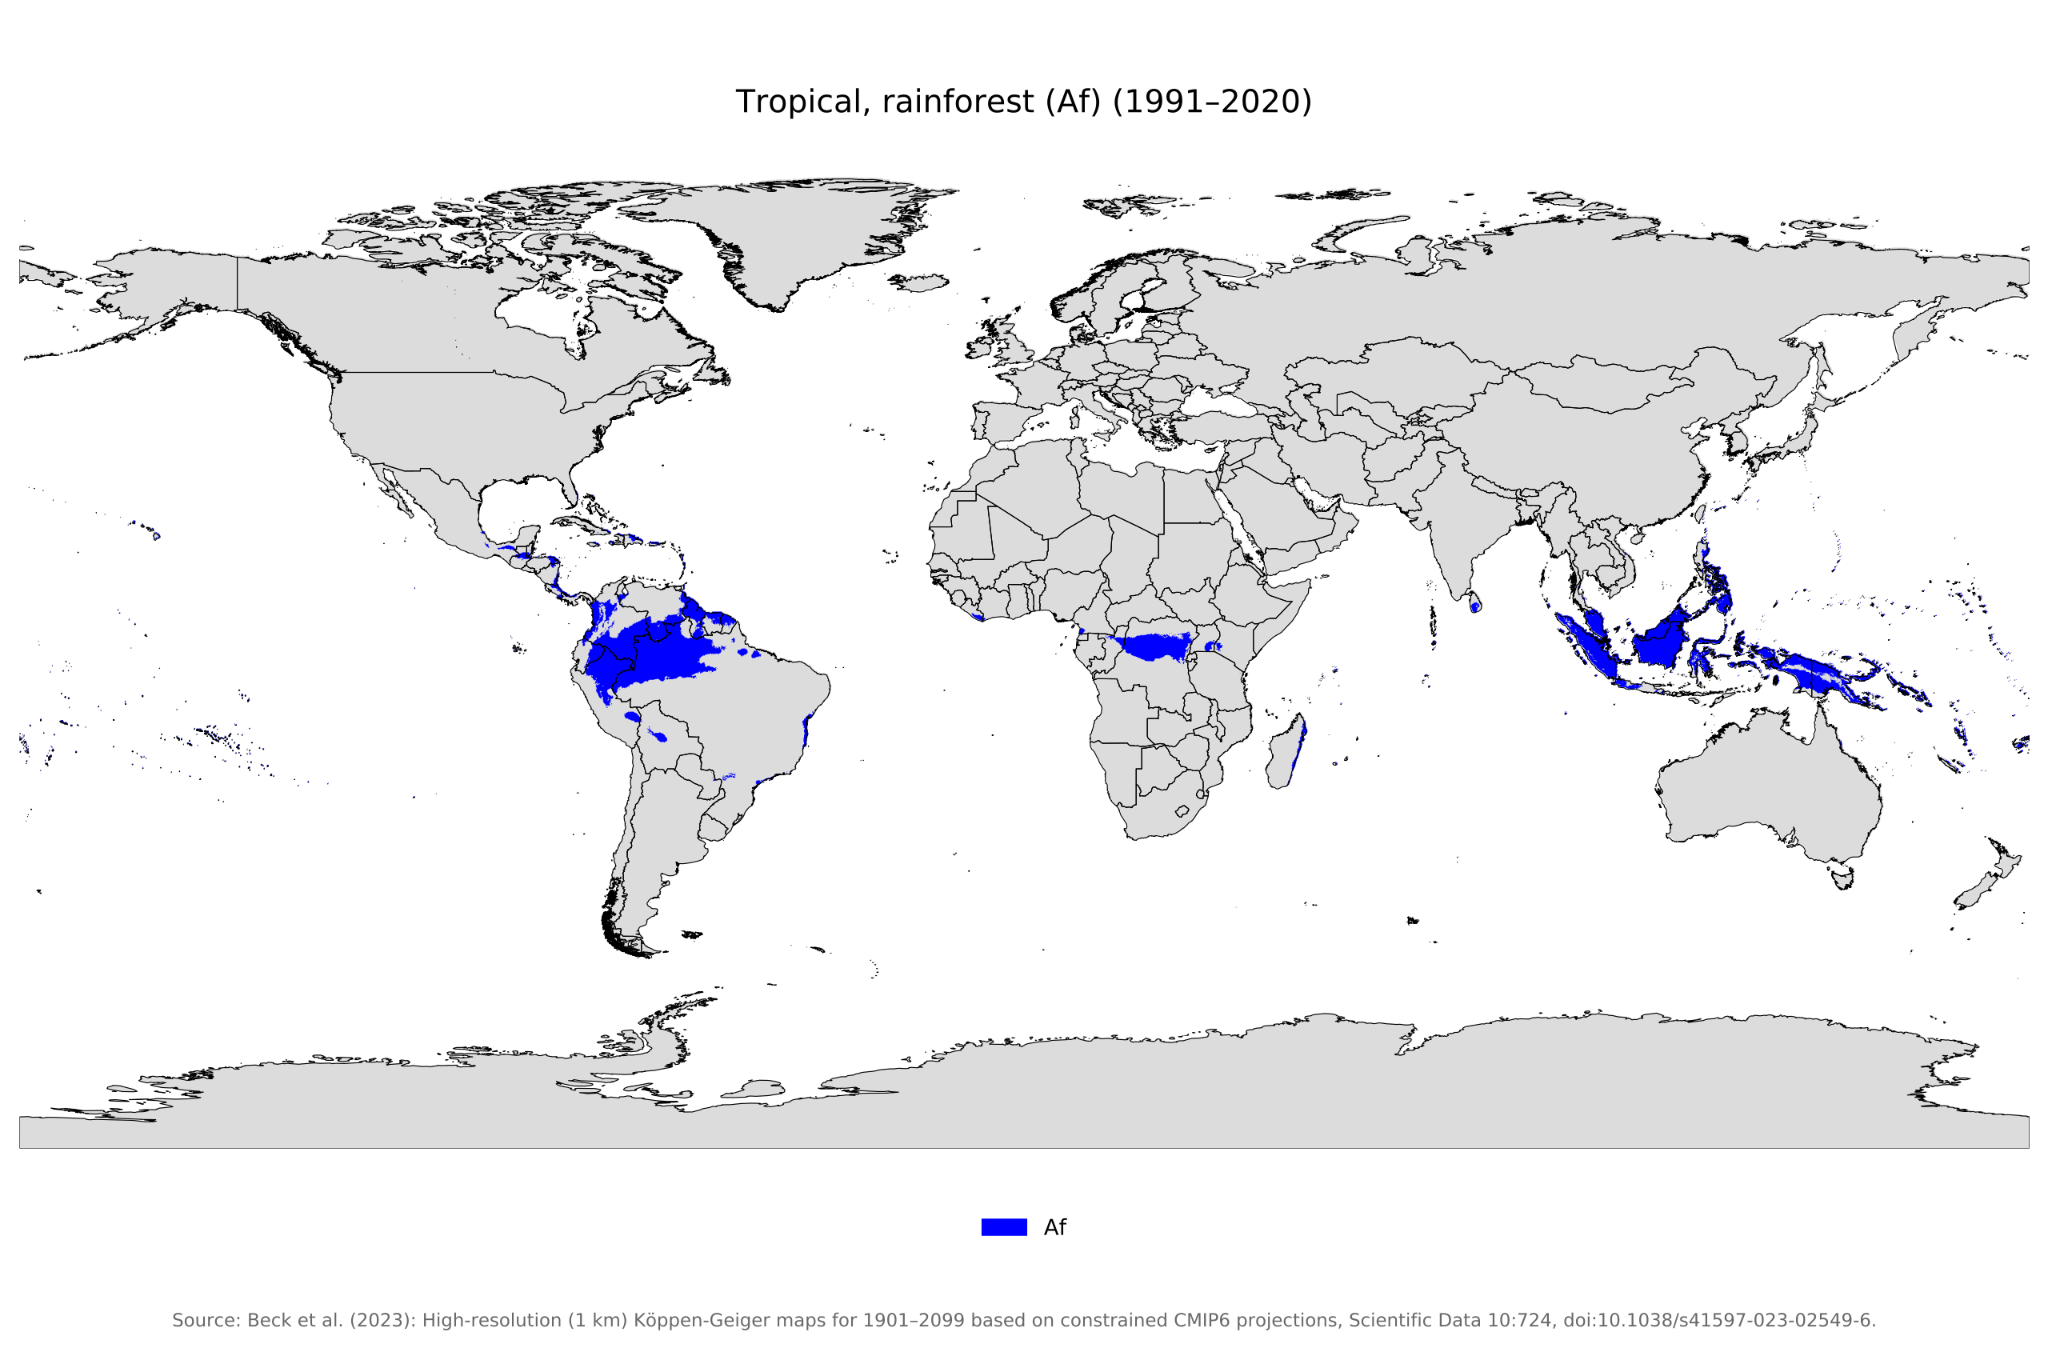 Tropical, rainforest (Af) (1991–2020)
Af
Source: Beck et al. (2023): High-resolution (1 km) Köppen-Geiger maps for 1901–2099 based on constrained CMIP6 projections, Scientific Data 10:724, doi:10.1038/s41597-023-02549-6.